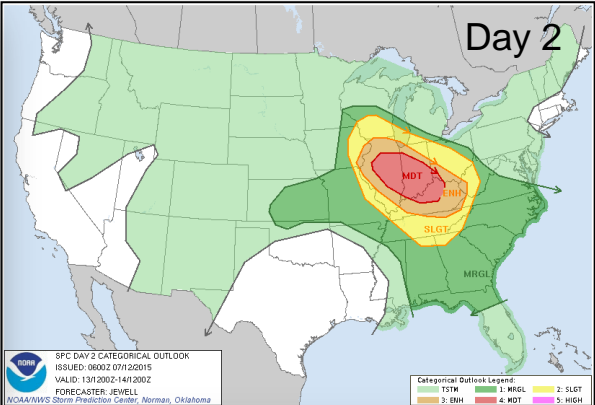 Day 2
MDT
ENH
SLGT
MRGL
NOAA
SPC DAY 2 CATEGORICAL OUTLOOK
ISSUED: 0600Z 07/12/2015
VALID: 13/1200Z-14/1200Z
FORECASTER: JEWELL
NOAA/NWS Storm Prediction Center, Norman, Oklahoma
Categorical Outlook Legend:
TSTM 1: MRGL 2: SLGT
3: ENH 4: MDT 5: HIGH